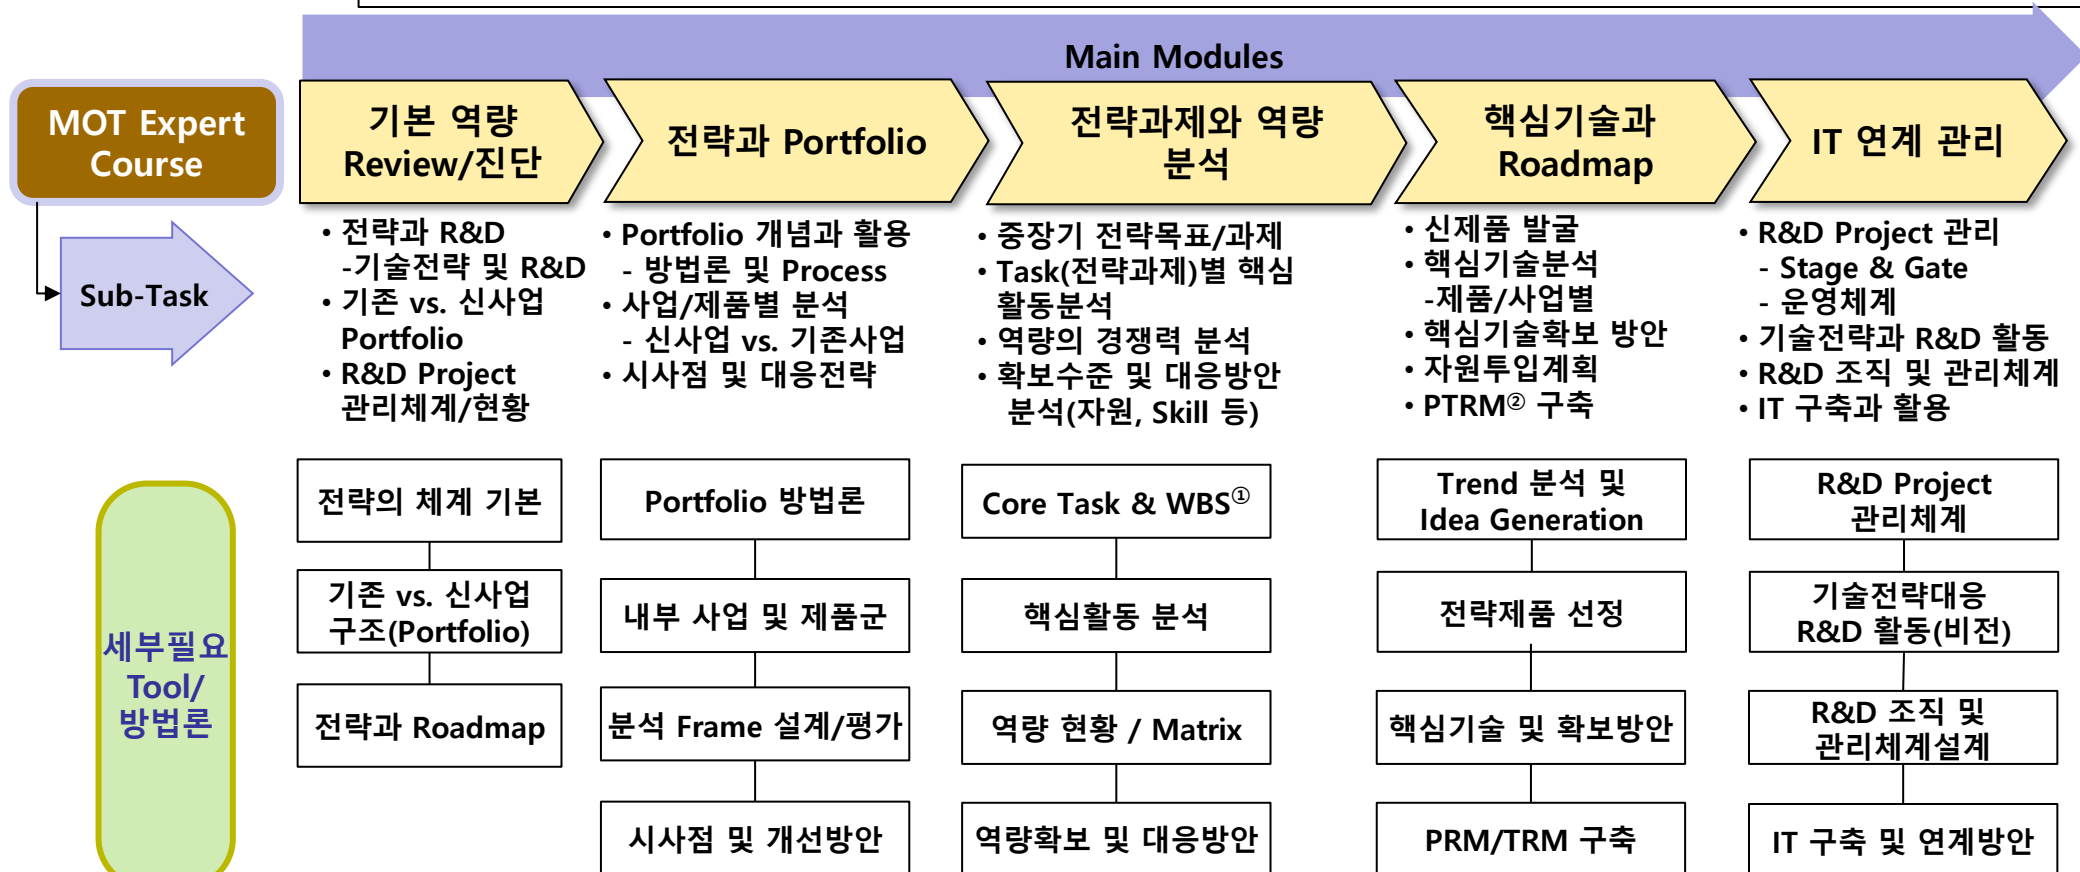 Main Modules
MOT Expert
Course
기본 역량
Review/진단
전략과 Portfolio
전략과제와 역량
분석
핵심기술과
Roadmap
IT 연계 관리
Sub-Task
• 전략과 R&D
-기술전략 및 R&D
• 기존 vs. 신사업
Portfolio
• R&D Project
관리체계/현황
• Portfolio 개념과 활용
- 방법론 및 Process
• 사업/제품별 분석
- 신사업 vs. 기존사업
• 시사점 및 대응전략
• 중장기 전략목표/과제
• Task(전략과제)별 핵심
활동분석
• 역량의 경쟁력 분석
• 확보수준 및 대응방안
분석(자원, Skill 등)
• 신제품 발굴
• 핵심기술분석
-제품/사업별
• 핵심기술확보 방안
• 자원투입계획
• PTRM② 구축
• R&D Project 관리
- Stage & Gate
- 운영체계
• 기술전략과 R&D 활동
• R&D 조직 및 관리체계
• IT 구축과 활용
세부필요
Tool/
방법론
전략의 체계 기본
기존 vs. 신사업
구조(Portfolio)
전략과 Roadmap
Portfolio 방법론
내부 사업 및 제품군
분석 Frame 설계/평가
시사점 및 개선방안
Core Task & WBS①
핵심활동 분석
역량 현황 / Matrix
역량확보 및 대응방안
Trend 분석 및
Idea Generation
전략제품 선정
핵심기술 및 확보방안
PRM/TRM 구축
R&D Project
관리체계
기술전략대응
R&D 활동(비전)
R&D 조직 및
관리체계설계
IT 구축 및 연계방안